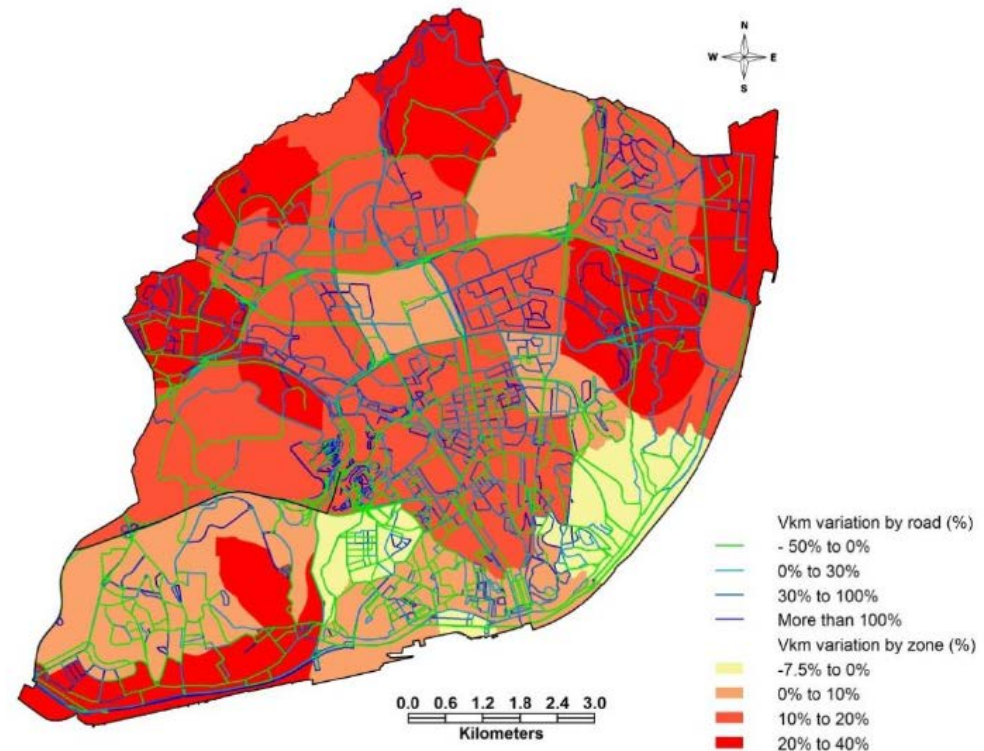 N
W E
S
Vkm variation by road (%)
- 50% to 0%
0% to 30%
30% to 100%
More than 100%
Vkm variation by zone (%)
-7.5% to 0%
0% to 10%
10% to 20%
20% to 40%
0.0 0.6 1.2 1.8 2.4 3.0
Kilometers